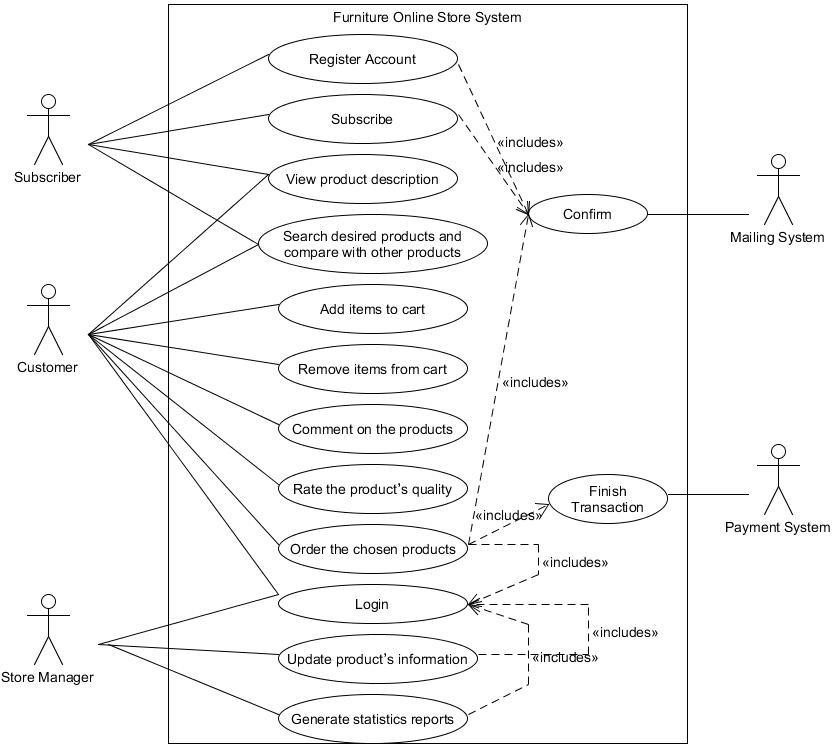 Furniture Online Store System
Register Account
«includes»
Subscribe
«includes»
Subscriber
View product description
Confirm
Mailing System
Search desired products and
compare with other products
Add items to cart
Customer
Remove items from cart
«includes»
Comment on the products
Rate the product's quality
Finish
Transaction
«includes»
Payment System
Order the chosen products
«includes»
Login
«includes»
Update product's information
«includes»
Store Manager
Generate statistics reports